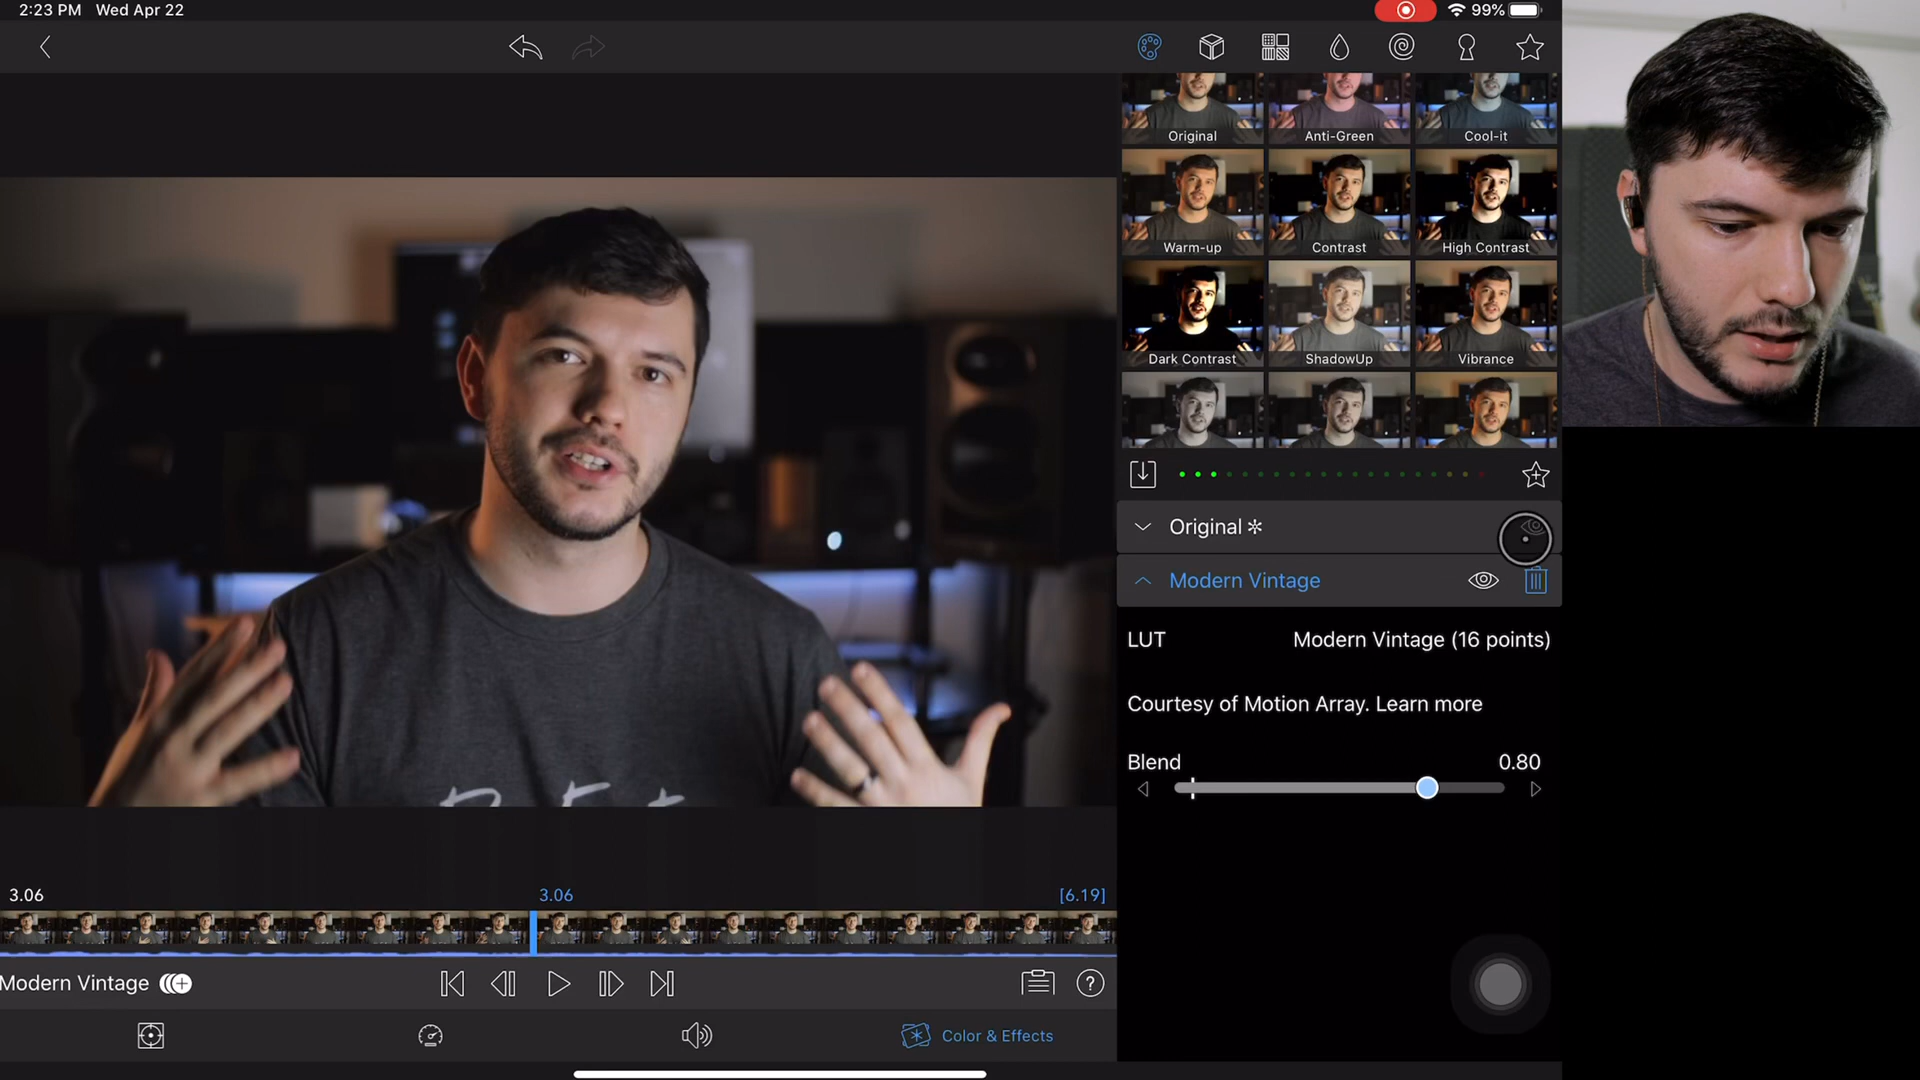 2:23 PM Wed Apr 22
99%
Original
Anti-Green
Cool-it
Warm-up
Contrast
High Contrast
Dark Contrast
ShadowUp
Vibrance
Original ✻
Modern Vintage
LUT
Modern Vintage (16 points)
Courtesy of Motion Array. Learn more
Blend
0.80
3.06
3.06
[6.19]
Modern Vintage
?
Color & Effects